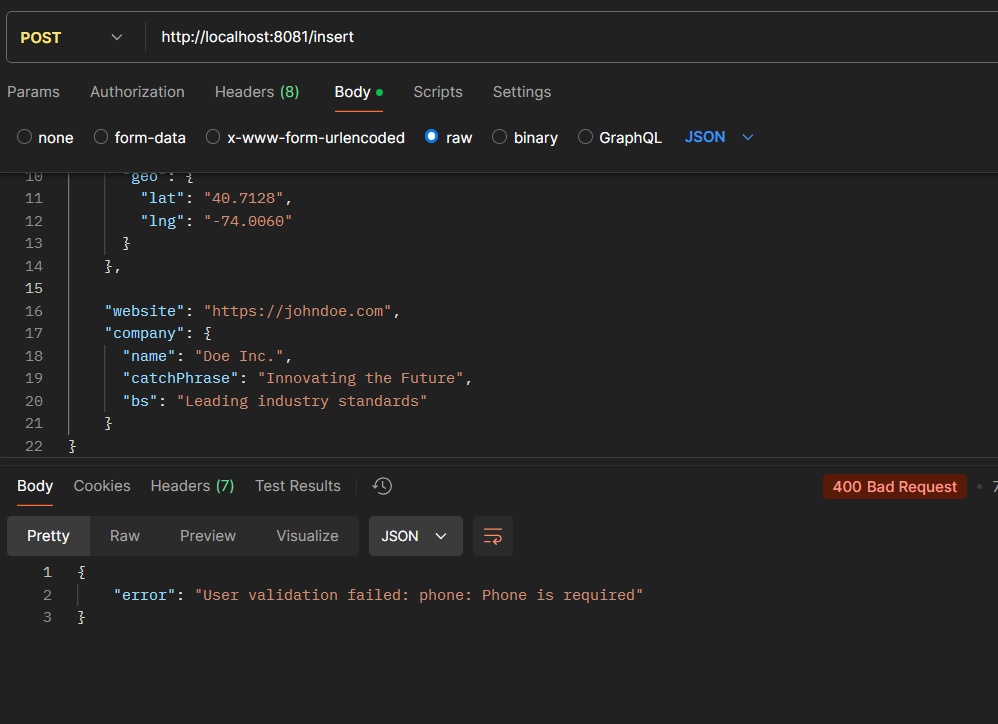 POST http://localhost:8081/insert
Params Authorization Headers (8) Body Scripts Settings
none form-data x-www-form-urlencoded raw binary GraphQL JSON
10 "geo": {
11 "lat": "40.7128",
12 "lng": "-74.0060"
13 }
14 },
15
16 "website": "https://johndoe.com",
17 "company": {
18 "name": "Doe Inc.",
19 "catchPhrase": "Innovating the Future",
20 "bs": "Leading industry standards"
21 }
22 }
Body Cookies Headers (7) Test Results 400 Bad Request
Pretty Raw Preview Visualize JSON
1 {
2 "error": "User validation failed: phone: Phone is required"
3 }